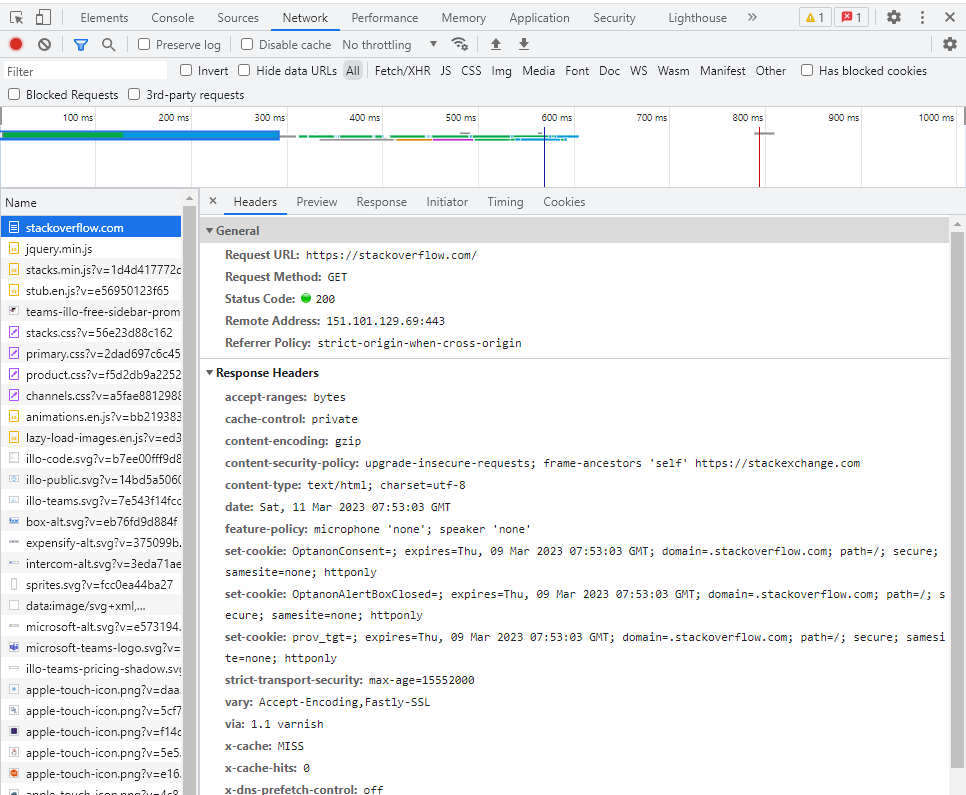 Elements Console Sources Network Performance Memory Application Security Lighthouse » 1 1
Preserve log Disable cache No throttling
Filter Invert Hide data URLs All Fetch/XHR JS CSS Img Media Font Doc WS Wasm Manifest Other Has blocked cookies
Blocked Requests 3rd-party requests
100 ms 200 ms 300 ms 400 ms 500 ms 600 ms 700 ms 800 ms 900 ms 1000 ms
Name
stackoverflow.com
jquery.min.js
stacks.min.js?v=1d4d417772c
stub.en.js?v=e56950123f65
teams-illo-free-sidebar-prom
stacks.css?v=56e23d88c162
primary.css?v=2dad697c6c45
product.css?v=f5d2db9a2252
channels.css?v=a5fae8812988
animations.en.js?v=bb219383
lazy-load-images.en.js?v=ed3
illo-code.svg?v=b7ee00fff9d8
illo-public.svg?v=14bd5a5060
illo-teams.svg?v=7e543f14fcc
box-alt.svg?v=eb76fd9d884f
expensify-alt.svg?v=375099b.
intercom-alt.svg?v=3eda71ae
sprites.svg?v=fcc0ea44ba27
data:image/svg+xml,...
microsoft-alt.svg?v=e573194.
microsoft-teams-logo.svg?v=
illo-teams-pricing-shadow.svg
apple-touch-icon.png?v=daa.
apple-touch-icon.png?v=5cf7
apple-touch-icon.png?v=f14c
apple-touch-icon.png?v=5e5.
apple-touch-icon.png?v=e16.
apple-touch-icon.png?v=4c8
× Headers Preview Response Initiator Timing Cookies
General
Request URL: https://stackoverflow.com/
Request Method: GET
Status Code: 200
Remote Address: 151.101.129.69:443
Referrer Policy: strict-origin-when-cross-origin
Response Headers
accept-ranges: bytes
cache-control: private
content-encoding: gzip
content-security-policy: upgrade-insecure-requests; frame-ancestors 'self' https://stackexchange.com
content-type: text/html; charset=utf-8
date: Sat, 11 Mar 2023 07:53:03 GMT
feature-policy: microphone 'none'; speaker 'none'
set-cookie: OptanonConsent=; expires=Thu, 09 Mar 2023 07:53:03 GMT; domain=.stackoverflow.com; path=/; secure;
samesite=none; httponly
set-cookie: OptanonAlertBoxClosed=; expires=Thu, 09 Mar 2023 07:53:03 GMT; domain=.stackoverflow.com; path=/; s
ecure; samesite=none; httponly
set-cookie: prov_tgt=; expires=Thu, 09 Mar 2023 07:53:03 GMT; domain=.stackoverflow.com; path=/; secure; samesi
te=none; httponly
strict-transport-security: max-age=15552000
vary: Accept-Encoding,Fastly-SSL
via: 1.1 varnish
x-cache: MISS
x-cache-hits: 0
x-dns-prefetch-control: off